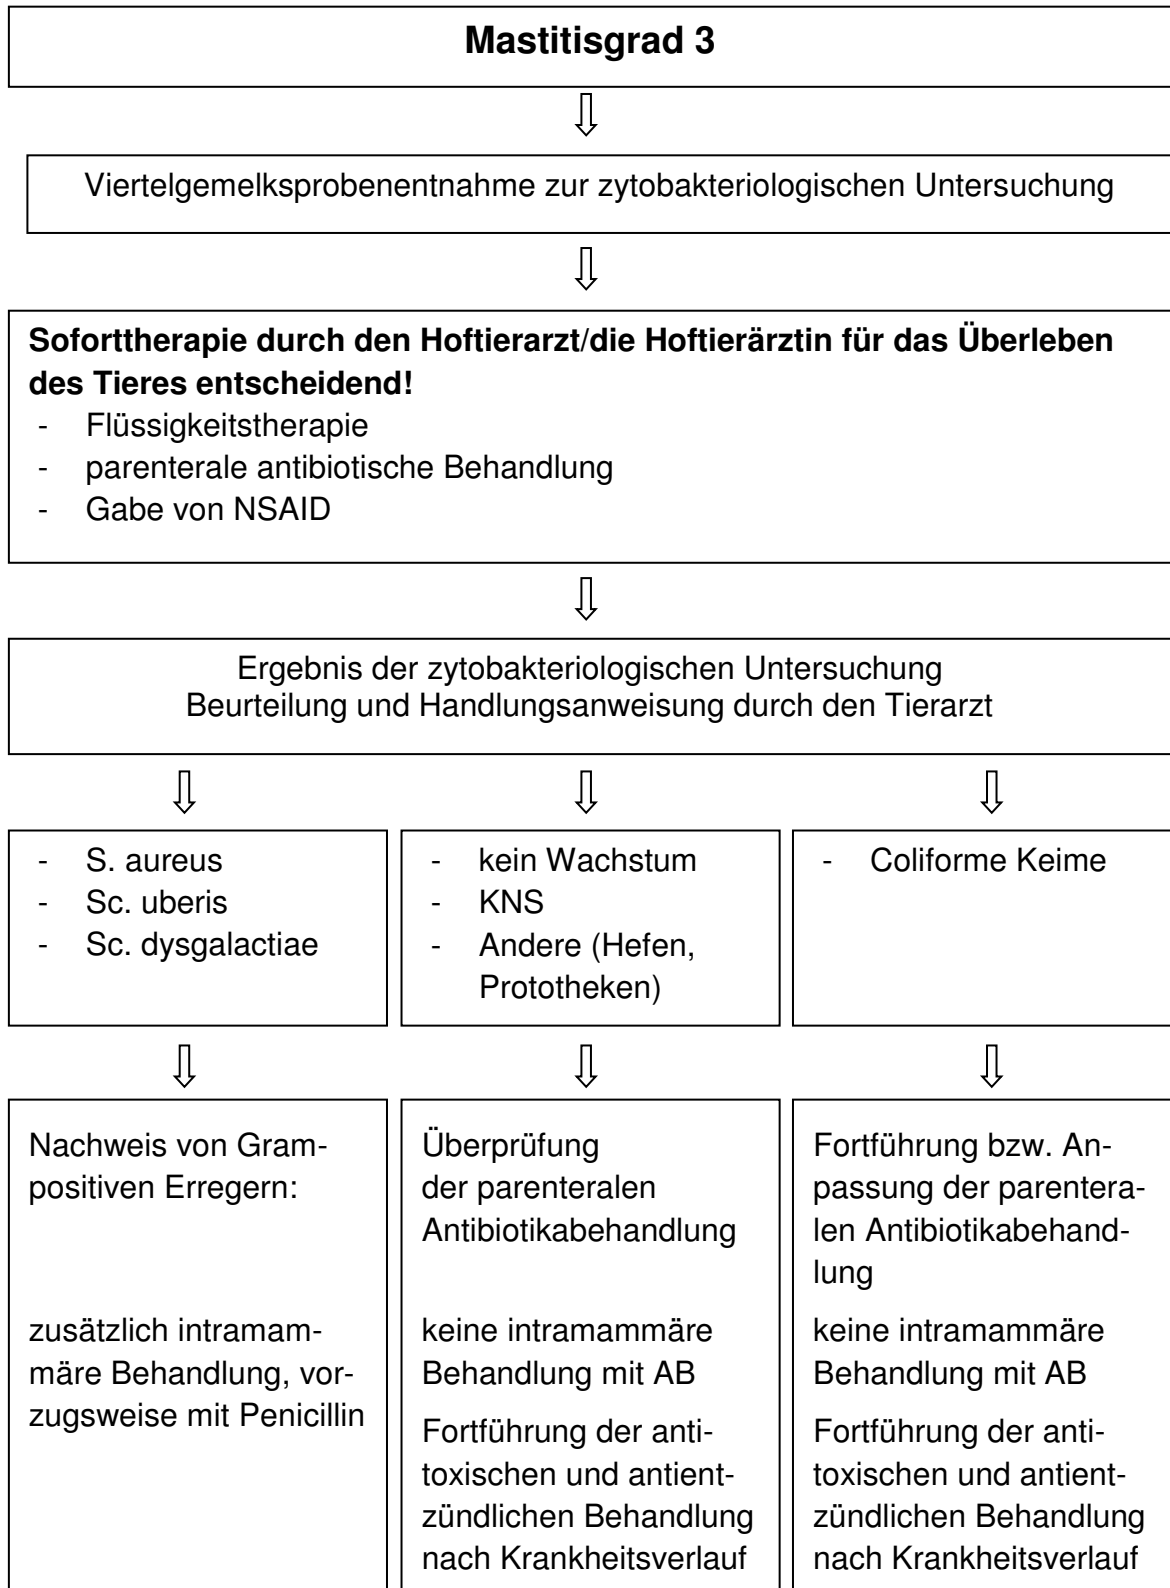 Mastitisgrad 3
Viertelgemelksprobenentnahme zur zytobakteriologischen Untersuchung
Soforttherapie durch den Hoftierarzt/die Hoftierärztin für das Überleben
des Tieres entscheidend!
- Flüssigkeitstherapie
- parenterale antibiotische Behandlung
- Gabe von NSAID
Ergebnis der zytobakteriologischen Untersuchung
Beurteilung und Handlungsanweisung durch den Tierarzt
- S. aureus
- Sc. uberis
- Sc. dysgalactiae
- kein Wachstum
- KNS
- Andere (Hefen,
Prototheken)
- Coliforme Keime
Nachweis von Gram-
positiven Erregern:
zusätzlich intramam-
märe Behandlung, vor-
zugsweise mit Penicillin
Überprüfung
der parenteralen
Antibiotikabehandlung
keine intramammäre
Behandlung mit AB
Fortführung der anti-
toxischen und antient-
zündlichen Behandlung
nach Krankheitsverlauf
Fortführung bzw. An-
passung der parentera-
len Antibiotikabehand-
lung
keine intramammäre
Behandlung mit AB
Fortführung der anti-
toxischen und antient-
zündlichen Behandlung
nach Krankheitsverlauf